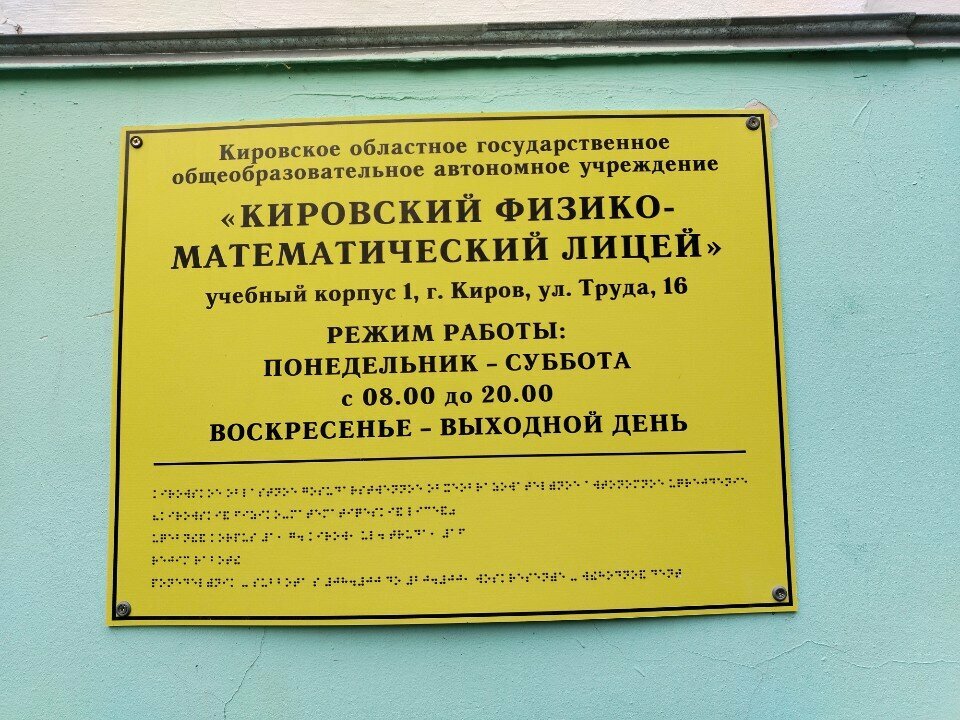 Кировское областное государственное
общеобразовательное автономное учреждение
«КИРОВСКИЙ ФИЗИКО-
МАТЕМАТИЧЕСКИЙ ЛИЦЕЙ»
учебный корпус 1, г. Киров, ул. Труда, 16
РЕЖИМ РАБОТЫ:
ПОНЕДЕЛЬНИК – СУББОТА
с 08.00 до 20.00
ВОСКРЕСЕНЬЕ – ВЫХОДНОЙ ДЕНЬ